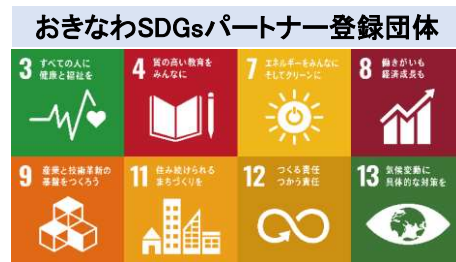 おきなわSDGsパートナー登録団体
3 すべての人に
健康と福祉を
4 質の高い教育を
みんなに
7 エネルギーをみんなに
そしてクリーンに
8 働きがいも
経済成長も
9 産業と技術革新の
基盤をつくろう
11 住み続けられる
まちづくりを
12 つくる責任
つかう責任
13 気候変動に
具体的な対策を